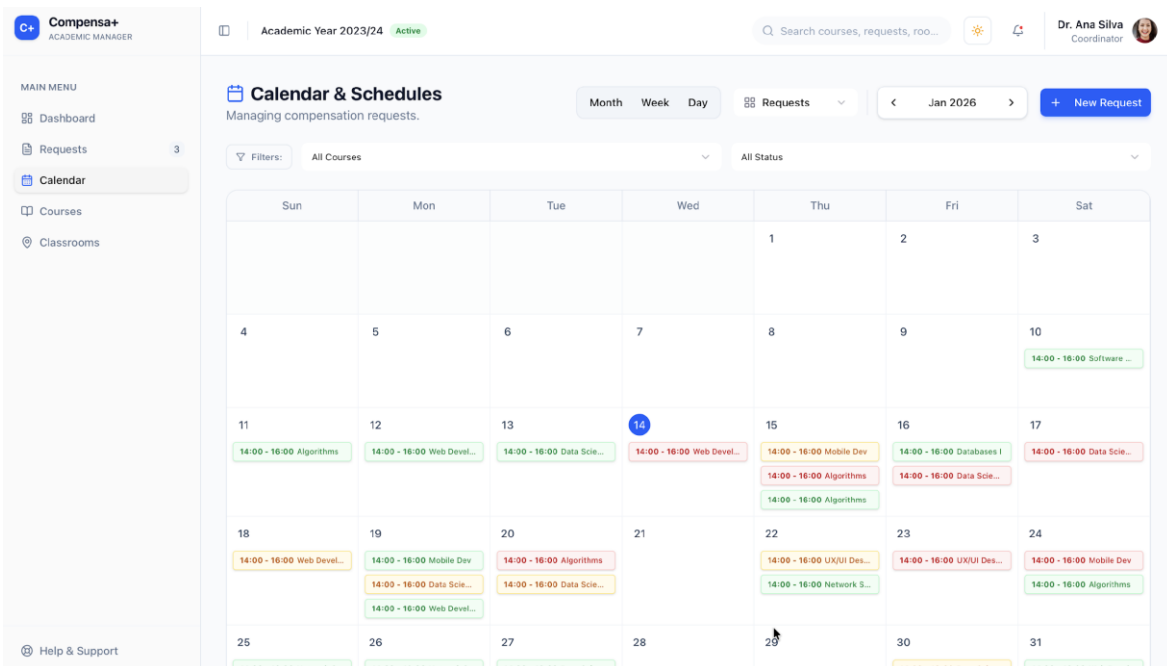 C+
Compensa+
ACADEMIC MANAGER
Academic Year 2023/24 Active
Search courses, requests, roo...
Dr. Ana Silva
Coordinator
MAIN MENU
Dashboard
Requests 3
Calendar
Courses
Classrooms
Help & Support
Calendar & Schedules
Managing compensation requests.
Month Week Day
Requests
Jan 2026
+ New Request
Filters:
All Courses
All Status
Sun Mon Tue Wed Thu Fri Sat
1 2 3
4 5 6 7 8 9 10
14:00 - 16:00 Software ...
11 12 13 14 15 16 17
14:00 - 16:00 Algorithms 14:00 - 16:00 Web Devel... 14:00 - 16:00 Data Scie... 14:00 - 16:00 Web Devel... 14:00 - 16:00 Mobile Dev 14:00 - 16:00 Databases I 14:00 - 16:00 Data Scie...
14:00 - 16:00 Algorithms 14:00 - 16:00 Data Scie...
14:00 - 16:00 Algorithms
18 19 20 21 22 23 24
14:00 - 16:00 Web Devel... 14:00 - 16:00 Mobile Dev 14:00 - 16:00 Algorithms 14:00 - 16:00 UX/UI Des... 14:00 - 16:00 UX/UI Des... 14:00 - 16:00 Mobile Dev
14:00 - 16:00 Data Scie... 14:00 - 16:00 Data Scie... 14:00 - 16:00 Network S... 14:00 - 16:00 Algorithms
14:00 - 16:00 Web Devel...
25 26 27 28 29 30 31